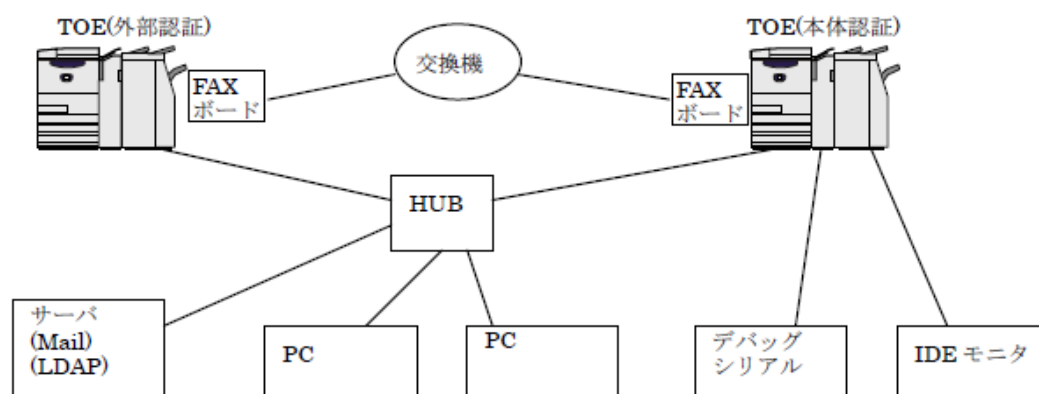 TOE(外部認証)
TOE(本体認証)
交換機
FAX
ボード
FAX
ボード
HUB
サーバ
(Mail)
(LDAP)
PC
PC
デバッグ
シリアル
IDE モニタ